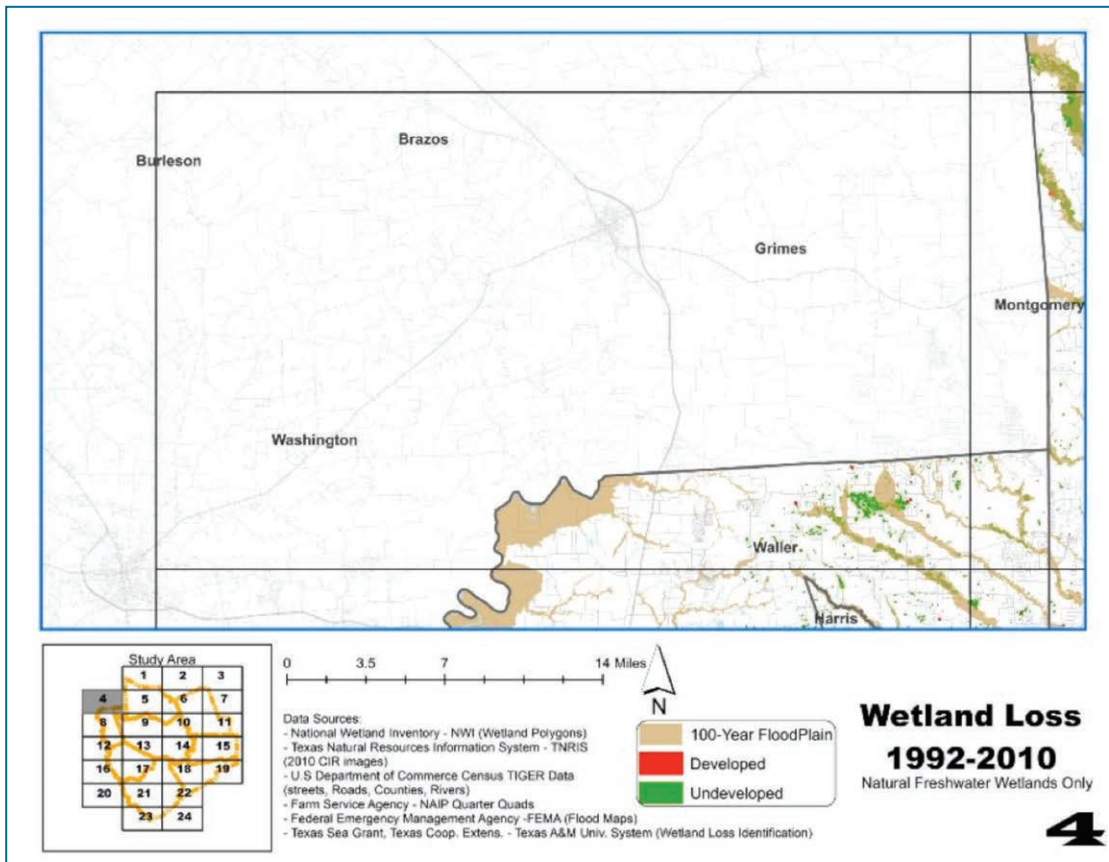 Brazos
Burleson
Grimes
Montgomery
Washington
Waller
Harris
Study Area
1 2 3
4 5 6 7
8 9 10 11
12 13 14 15
16 17 18 19
20 21 22
23 24
0 3.5 7 14 Miles
N
Data Sources:
- National Wetland Inventory - NWI (Wetland Polygons)
- Texas Natural Resources Information System - TNRIS
(2010 CIR images)
- U.S Department of Commerce Census TIGER Data
(streets, Roads, Counties, Rivers)
- Farm Service Agency - NAIP Quarter Quads
- Federal Emergency Management Agency -FEMA (Flood Maps)
- Texas Sea Grant, Texas Coop. Extens. - Texas A&M Univ. System (Wetland Loss Identification)
100-Year FloodPlain
Developed
Undeveloped
Wetland Loss
1992-2010
Natural Freshwater Wetlands Only
4